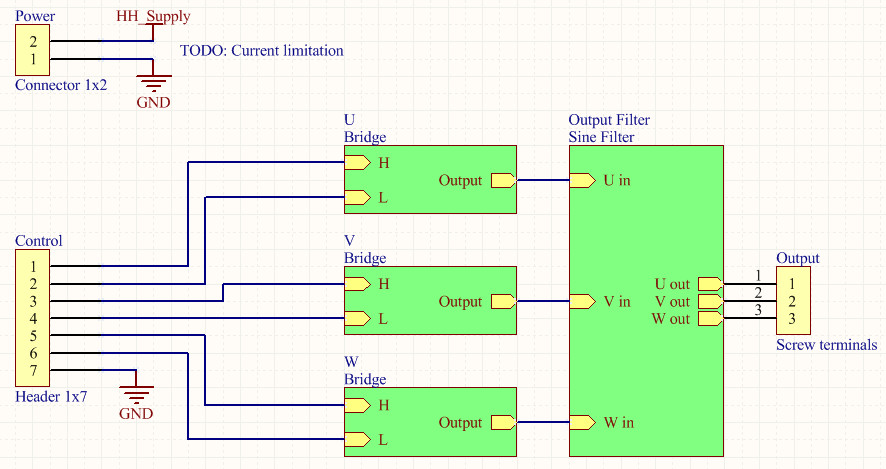 Power
HH_Supply
2
1
TODO: Current limitation
Connector 1x2
GND
U
Bridge
H
L
Output
Output Filter
Sine Filter
U in
V in
W in
U out
V out
W out
Control
1
2
3
4
5
6
7
Header 1x7
GND
V
Bridge
H
L
Output
W
Bridge
H
L
Output
Output
1
2
3
1
2
3
Screw terminals